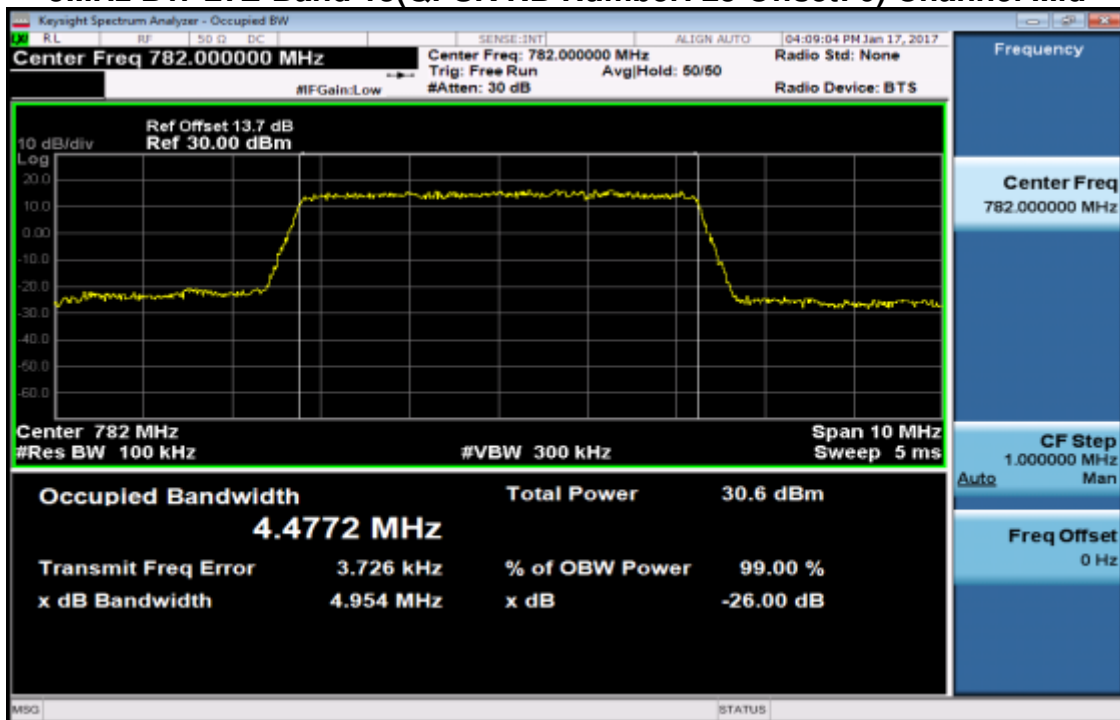 Keysight Spectrum Analyzer - Occupied BW
RL RF 50 Ω DC SENSE:INT ALIGN AUTO 04:09:04 PM Jan 17, 2017
Center Freq 782.000000 MHz
Center Freq: 782.000000 MHz
Radio Std: None
Trig: Free Run Avg|Hold: 50/50
#IFGain:Low
#Atten: 30 dB
Radio Device: BTS
Frequency
Ref Offset 13.7 dB
10 dB/div Ref 30.00 dBm
Log
20.0
10.0
0.00
-10.0
-20.0
-30.0
-40.0
-50.0
-60.0
Center 782 MHz Span 10 MHz
#Res BW 100 kHz #VBW 300 kHz Sweep 5 ms
Occupied Bandwidth Total Power 30.6 dBm
4.4772 MHz
Transmit Freq Error 3.726 kHz % of OBW Power 99.00 %
x dB Bandwidth 4.954 MHz x dB -26.00 dB
Center Freq
782.000000 MHz
CF Step
1.000000 MHz
Auto Man
Freq Offset
0 Hz
MSG STATUS